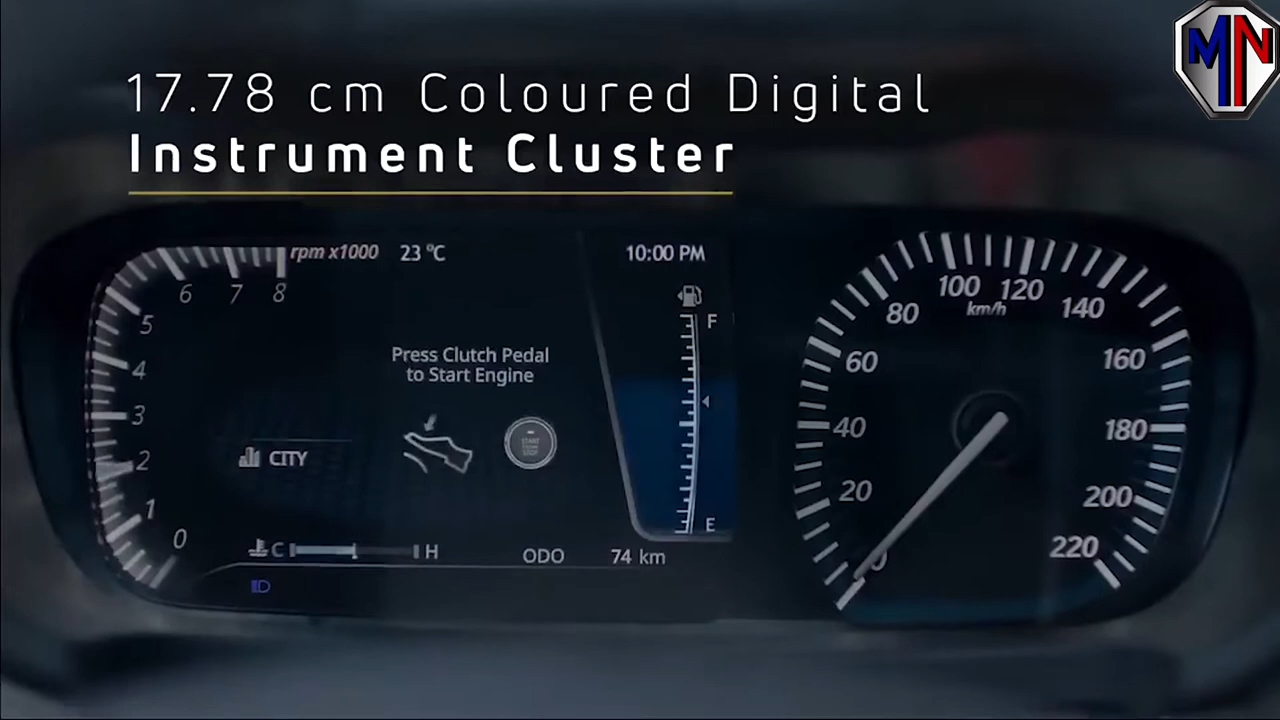 MN
17.78 cm Coloured Digital
Instrument Cluster
rpm x1000 23 °C 10:00 PM
6 7 8
5
4
3
2
1
0
F
E
Press Clutch Pedal
to Start Engine
START
STOP
CITY
C H
ODO 74 km
100 120
km/h
80 140
60 160
40 180
20 200
0 220